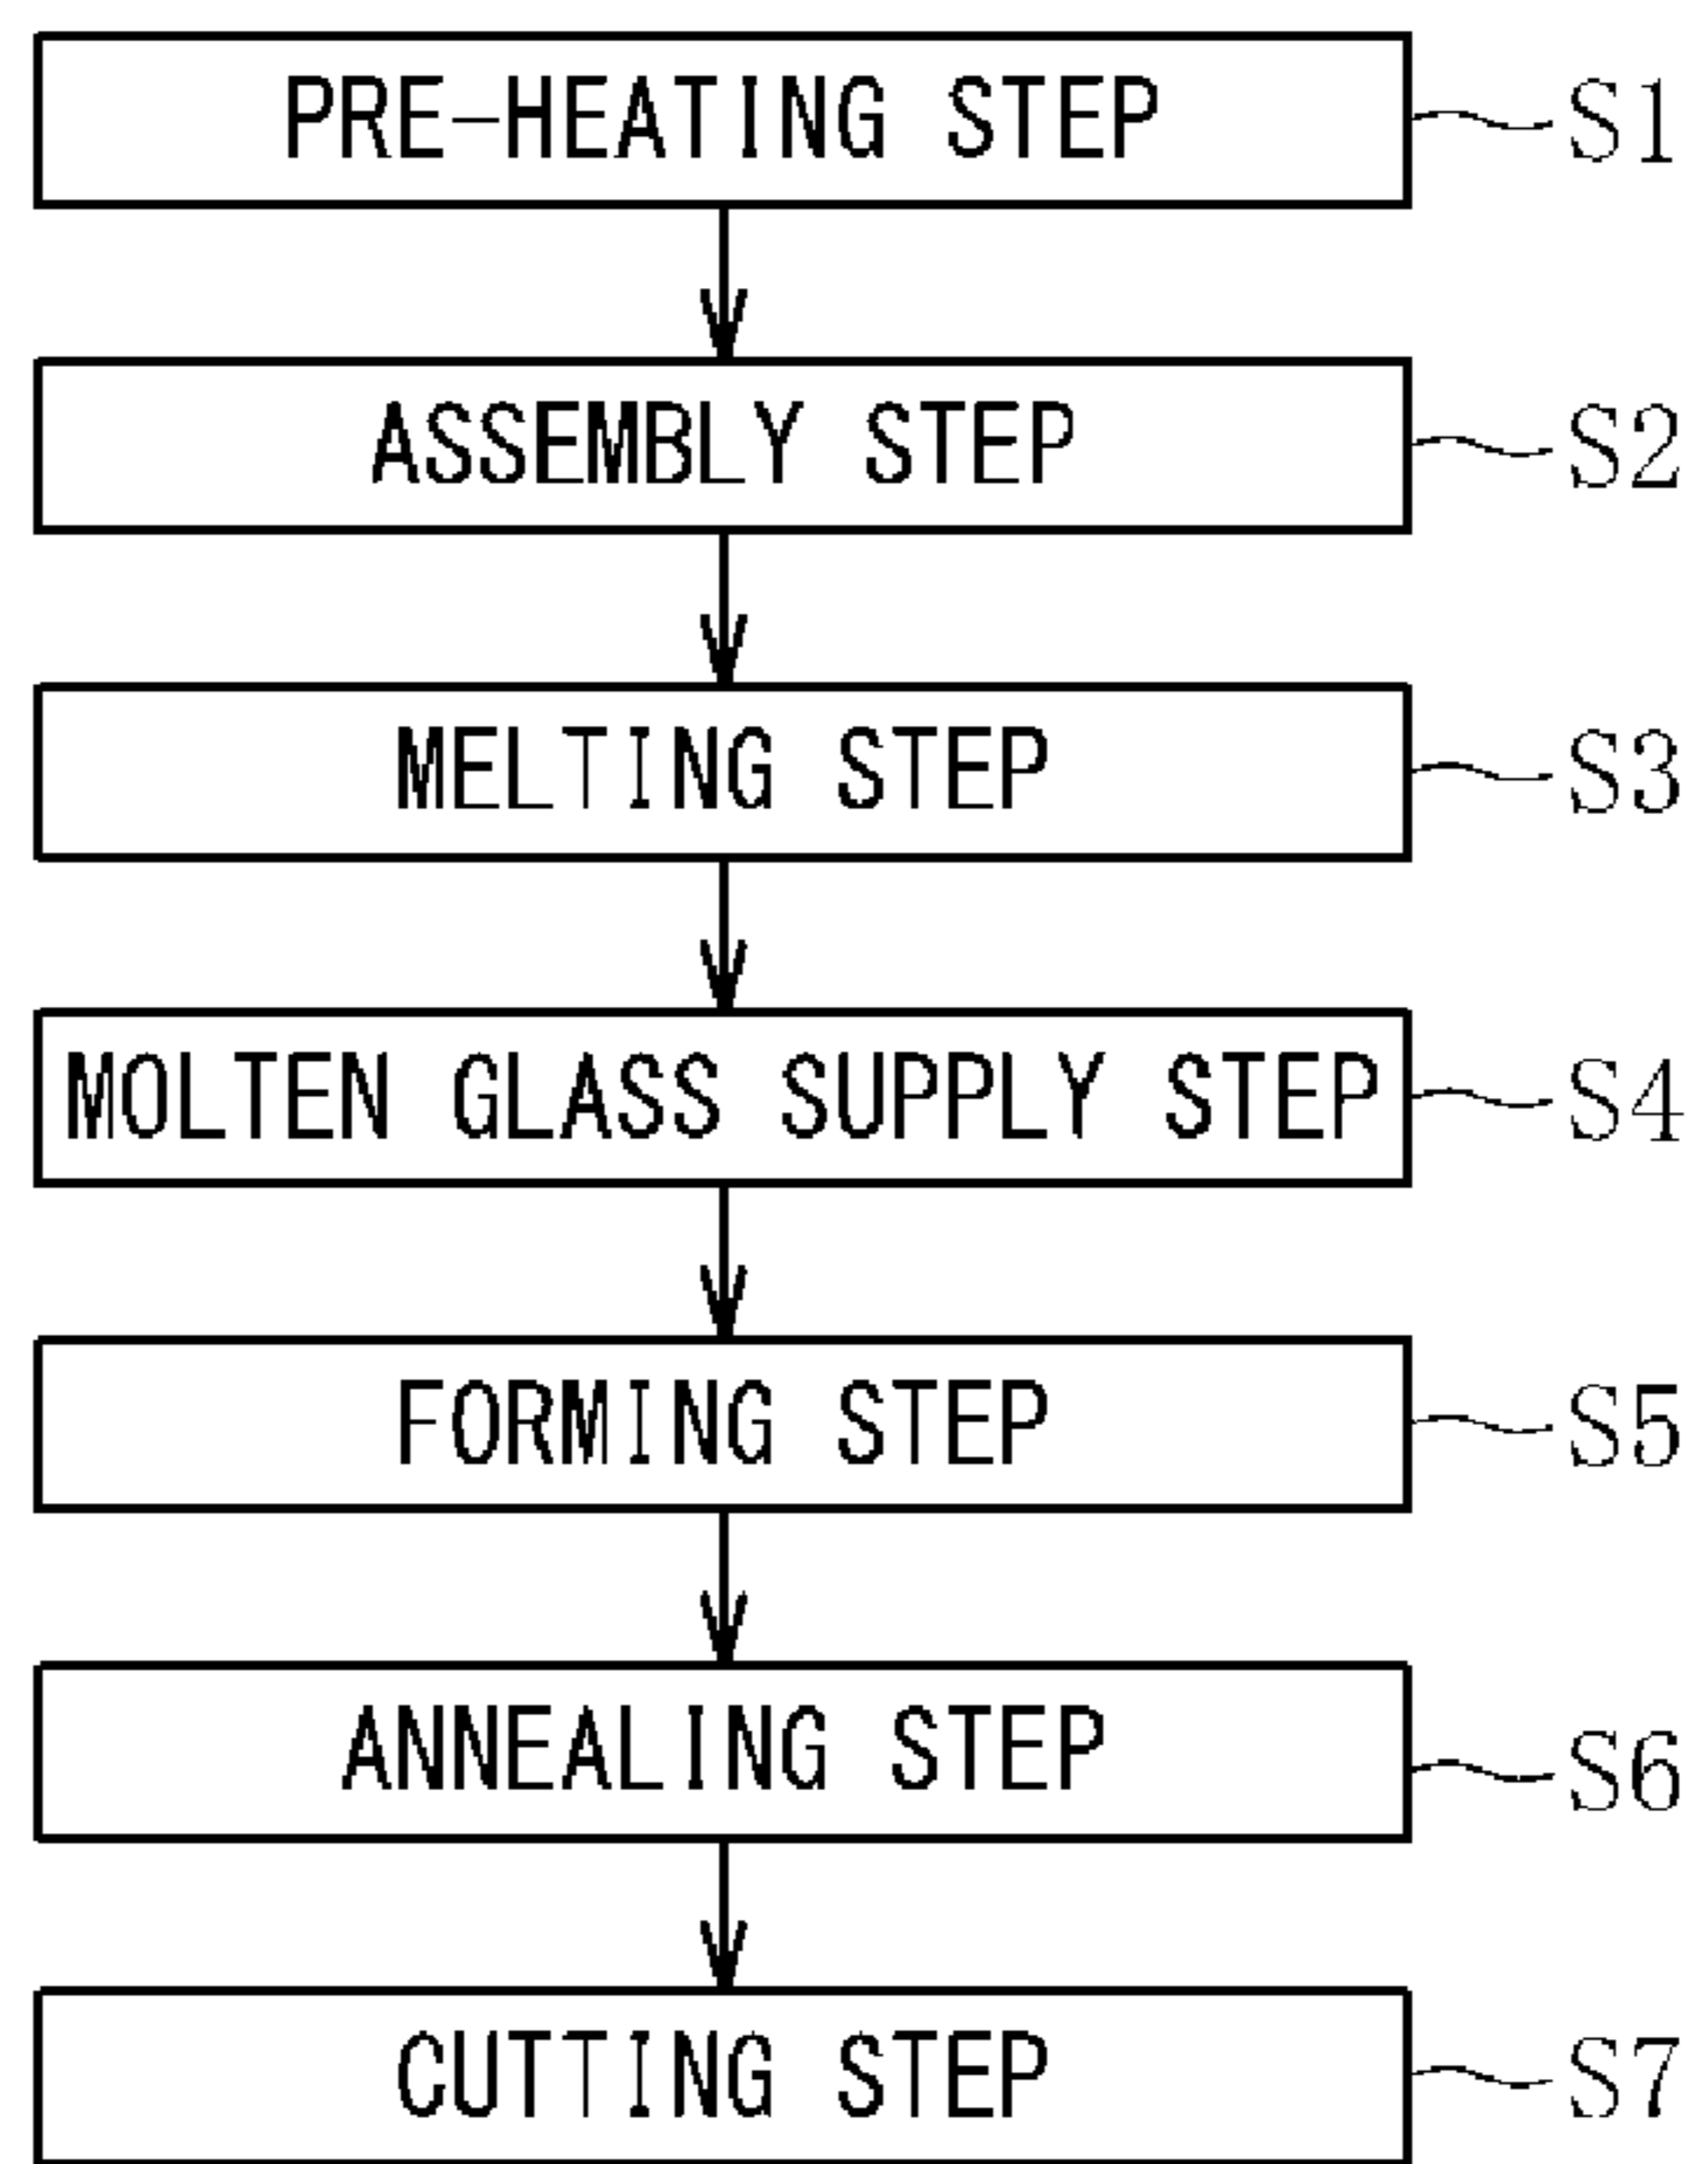 PRE-HEATING STEP S1
ASSEMBLY STEP S2
MELTING STEP S3
MOLTEN GLASS SUPPLY STEP S4
FORMING STEP S5
ANNEALING STEP S6
CUTTING STEP S7